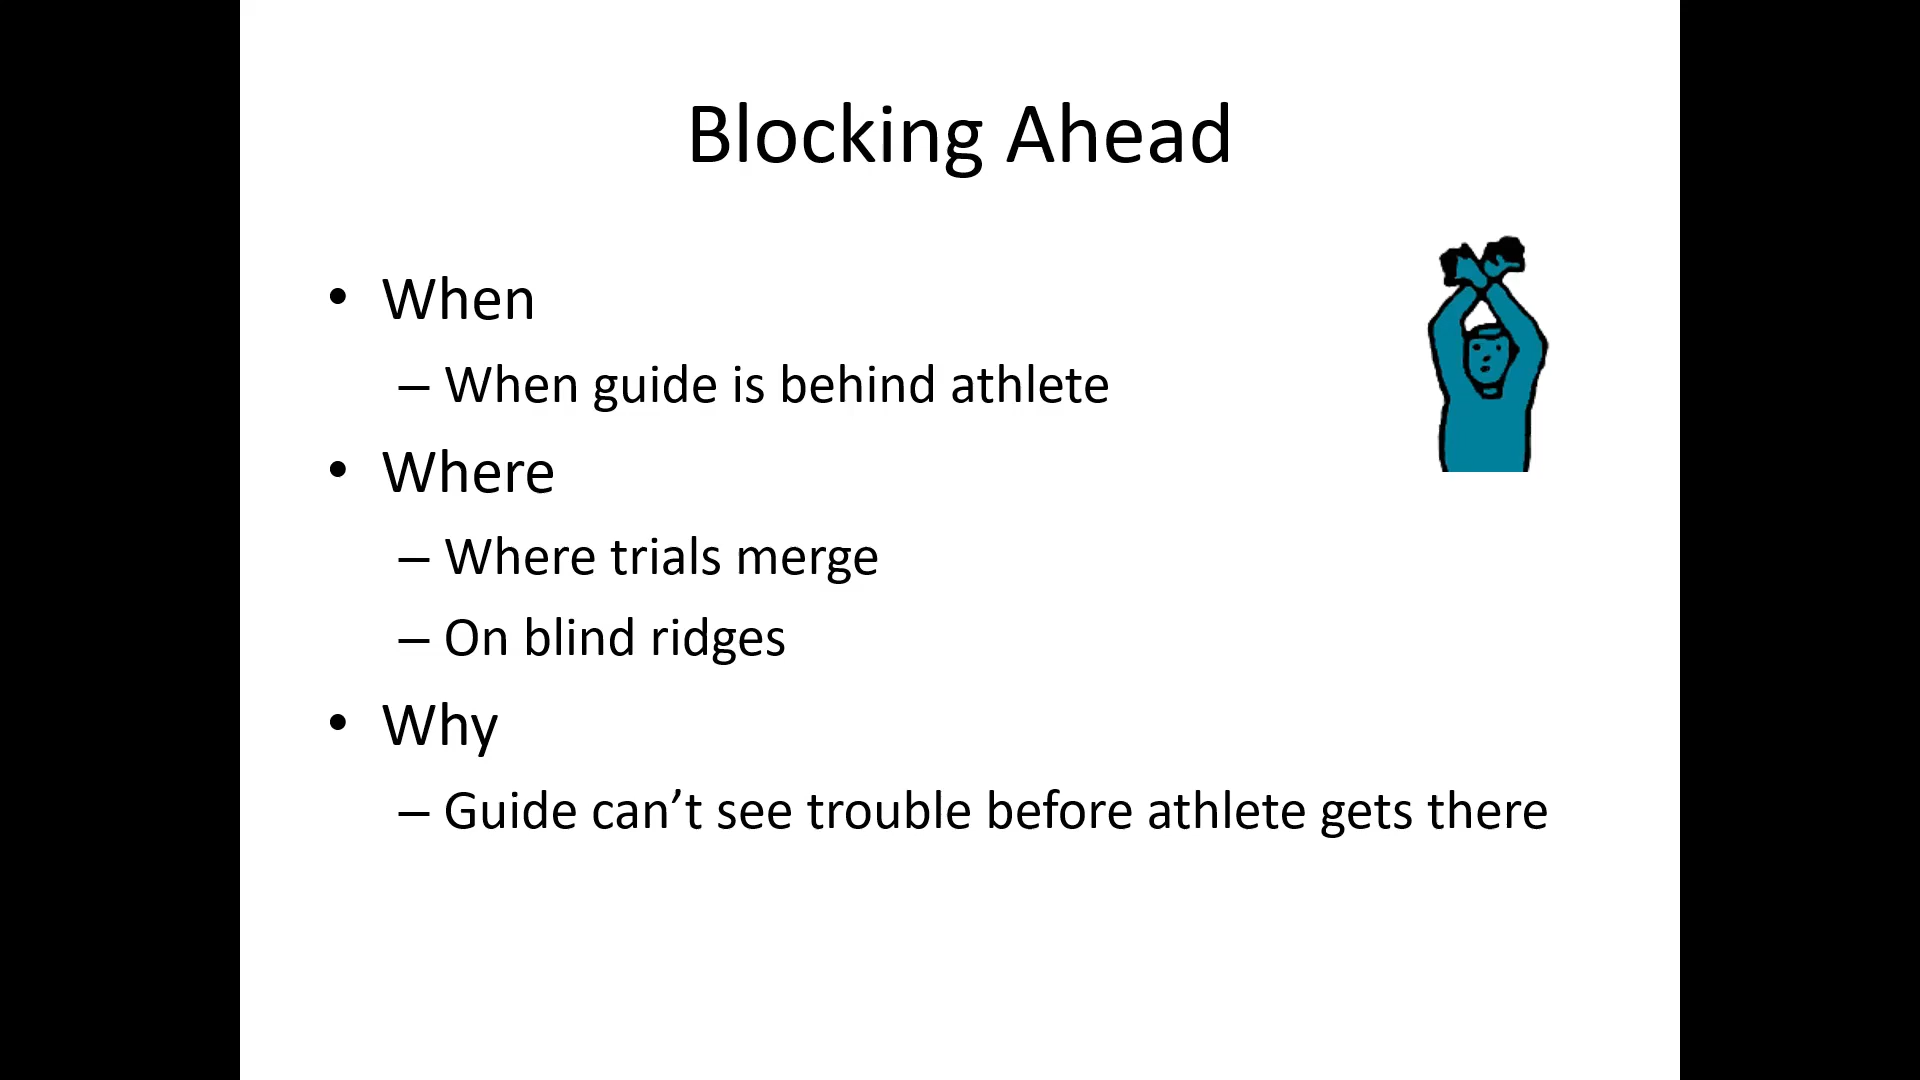 Blocking Ahead
• When
– When guide is behind athlete
• Where
– Where trials merge
– On blind ridges
• Why
– Guide can’t see trouble before athlete gets there